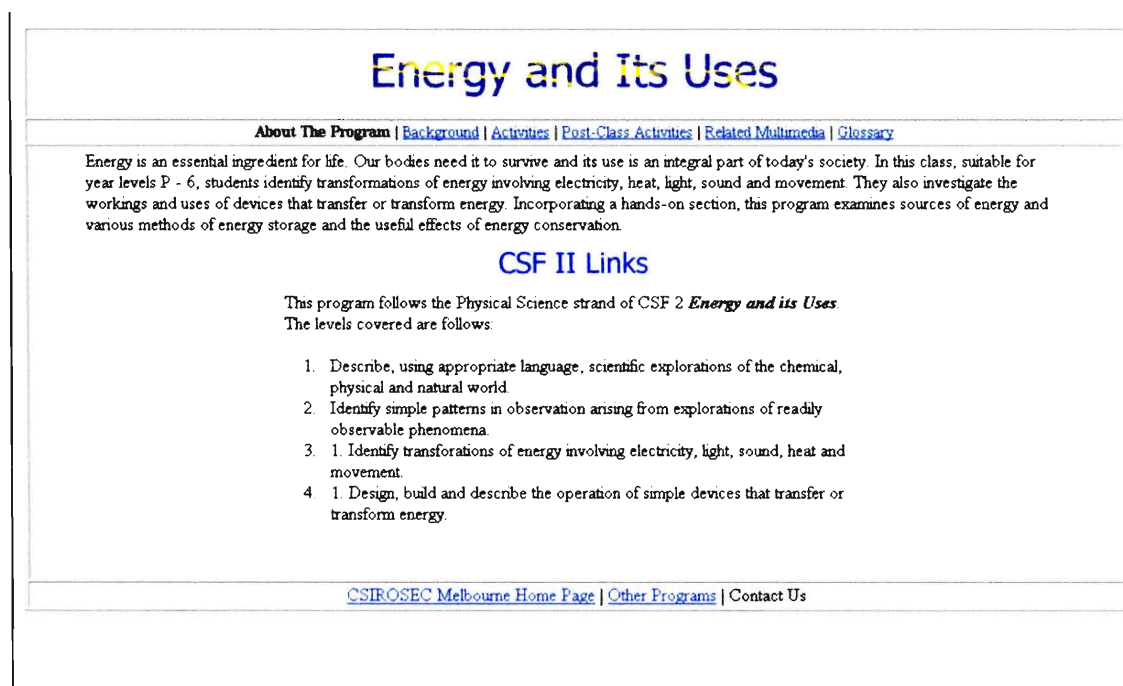 Energy and Its Uses
About The Program | Background | Activities | Post-Class Activities | Related Multimedia | Glossary
Energy is an essential ingredient for life. Our bodies need it to survive and its use is an integral part of today's society. In this class, suitable for
year levels P - 6, students identify transformations of energy involving electricity, heat, light, sound and movement. They also investigate the
workings and uses of devices that transfer or transform energy. Incorporating a hands-on section, this program examines sources of energy and
various methods of energy storage and the useful effects of energy conservation.
CSF II Links
This program follows the Physical Science strand of CSF 2 Energy and its Uses.
The levels covered are follows:
1. Describe, using appropriate language, scientific explorations of the chemical,
physical and natural world.
2. Identify simple patterns in observation arising from explorations of readily
observable phenomena.
3. 1. Identify transforations of energy involving electricity, light, sound, heat and
movement.
4. 1. Design, build and describe the operation of simple devices that transfer or
transform energy.
CSIROSEC Melbourne Home Page | Other Programs | Contact Us